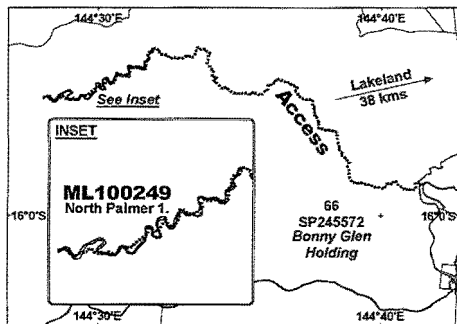 144°30'E
144°40'E
See Inset
Lakeland
38 kms
Access
INSET
ML100249
North Palmer 1.
16°0'S
66
SP245572
Bonny Glen
Holding
16°0'S
144°30'E
144°40'E